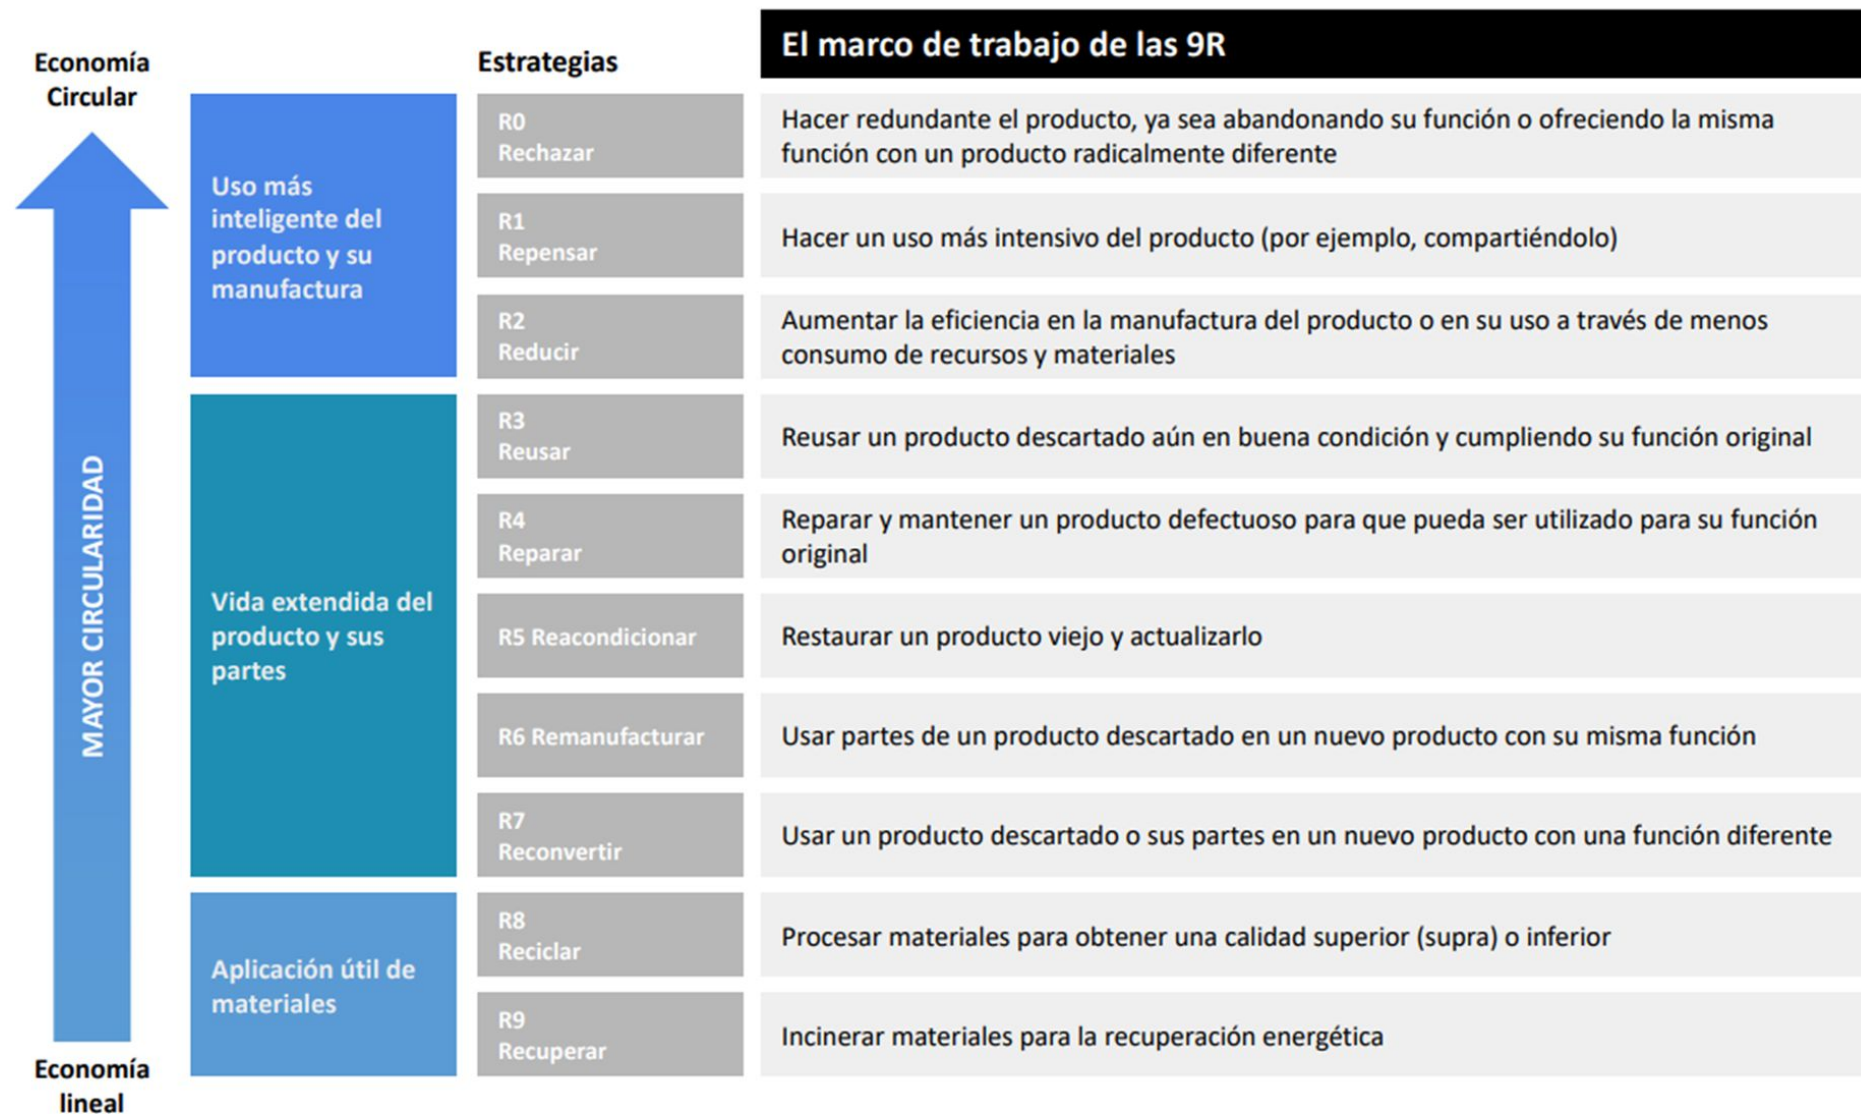 El marco de trabajo de las 9R
Economía
Circular
Estrategias
MAYOR CIRCULARIDAD
Economía
lineal
Uso más
inteligente del
producto y su
manufactura
R0
Rechazar
Hacer redundante el producto, ya sea abandonando su función o ofreciendo la misma
función con un producto radicalmente diferente
R1
Repensar
Hacer un uso más intensivo del producto (por ejemplo, compartiéndolo)
R2
Reducir
Aumentar la eficiencia en la manufactura del producto o en su uso a través de menos
consumo de recursos y materiales
Vida extendida del
producto y sus
partes
R3
Reusar
Reusar un producto descartado aún en buena condición y cumpliendo su función original
R4
Reparar
Reparar y mantener un producto defectuoso para que pueda ser utilizado para su función
original
R5 Reacondicionar
Restaurar un producto viejo y actualizarlo
R6 Remanufacturar
Usar partes de un producto descartado en un nuevo producto con su misma función
R7
Reconvertir
Usar un producto descartado o sus partes en un nuevo producto con una función diferente
Aplicación útil de
materiales
R8
Reciclar
Procesar materiales para obtener una calidad superior (supra) o inferior
R9
Recuperar
Incinerar materiales para la recuperación energética